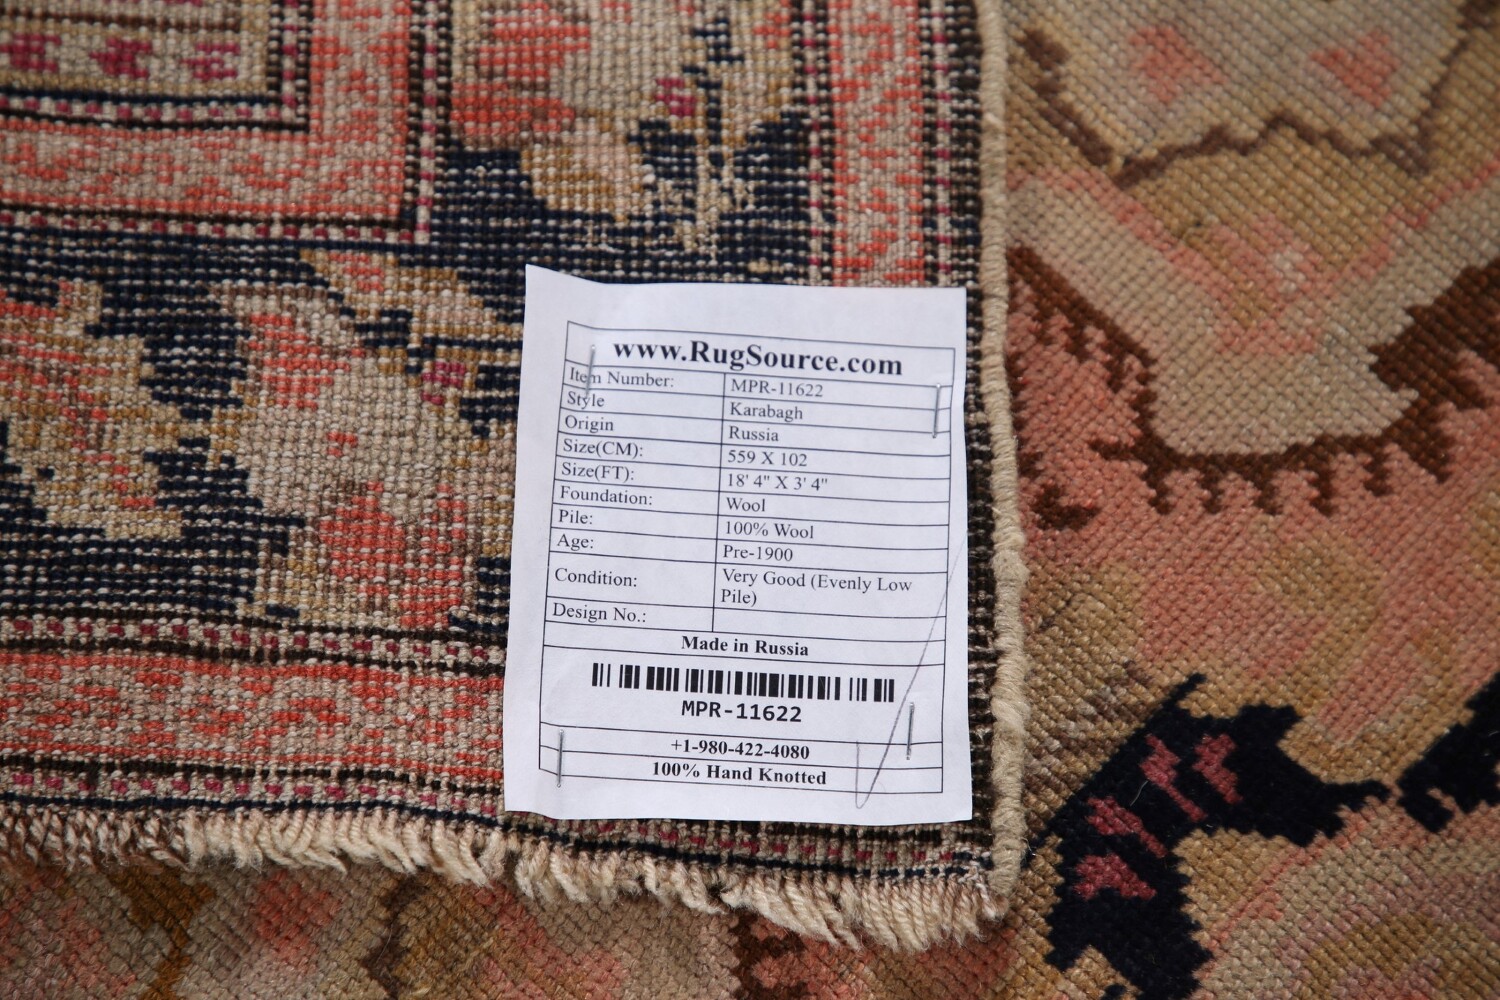 www.RugSource.com
Item Number: MPR-11622
Style Karabagh
Origin Russia
Size(CM): 559 X 102
Size(FT): 18' 4" X 3' 4"
Foundation: Wool
Pile: 100% Wool
Age: Pre-1900
Condition: Very Good (Evenly Low
Pile)
Design No.:
Made in Russia
MPR-11622
+1-980-422-4080
100% Hand Knotted